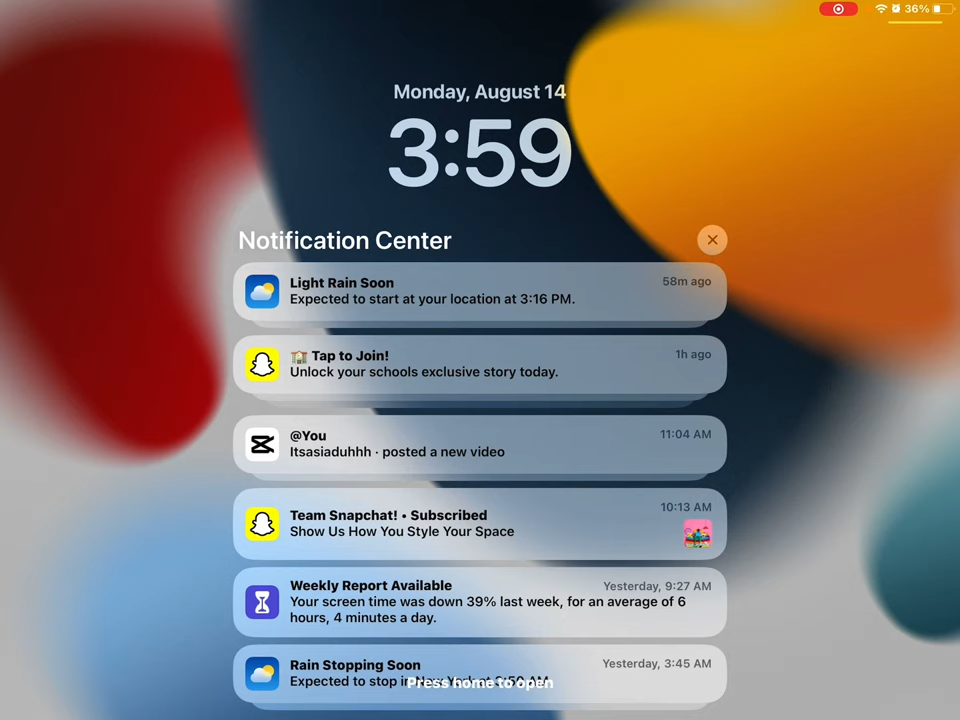 36%
Monday, August 14
3:59
Notification Center
Light Rain Soon
58m ago
Expected to start at your location at 3:16 PM.
🏫 Tap to Join!
1h ago
Unlock your schools exclusive story today.
@You
11:04 AM
Itsasiaduhhh · posted a new video
Team Snapchat! • Subscribed
10:13 AM
Show Us How You Style Your Space
Weekly Report Available
Yesterday, 9:27 AM
Your screen time was down 39% last week, for an average of 6
hours, 4 minutes a day.
Rain Stopping Soon
Yesterday, 3:45 AM
Expected to stop in New York at
Press home to open